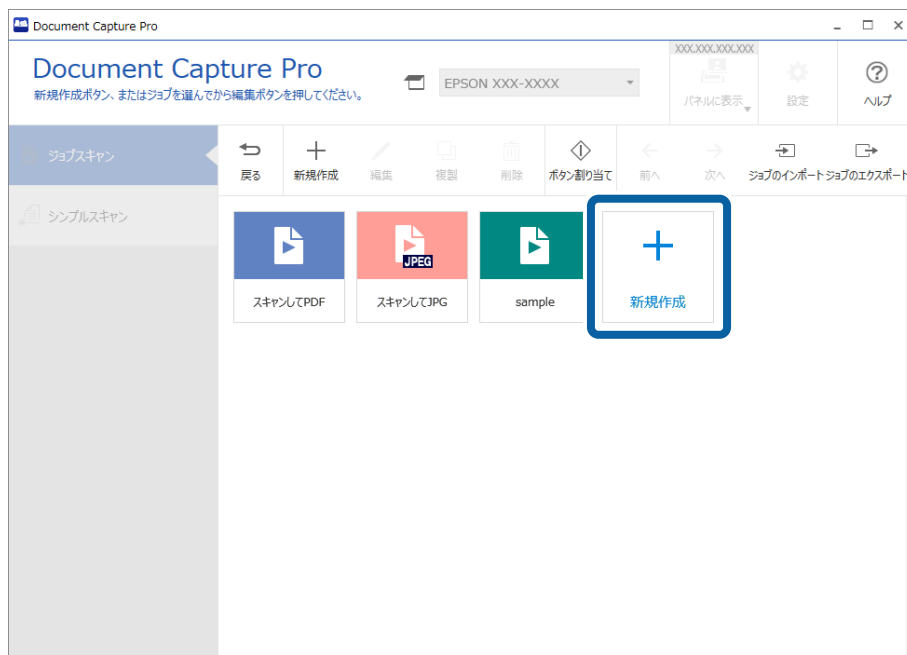 Document Capture Pro
Document Capture Pro
新規作成ボタン、またはジョブを選んでから編集ボタンを押してください。
EPSON XXX-XXXX
XXX.XXX.XXX.XXX
パネルに表示
設定
ヘルプ
ジョブスキャン
シンプルスキャン
戻る
新規作成
編集
複製
削除
ボタン割り当て
前へ
次へ
ジョブのインポート
ジョブのエクスポート
JPEG
スキャンしてPDF
スキャンしてJPG
sample
新規作成